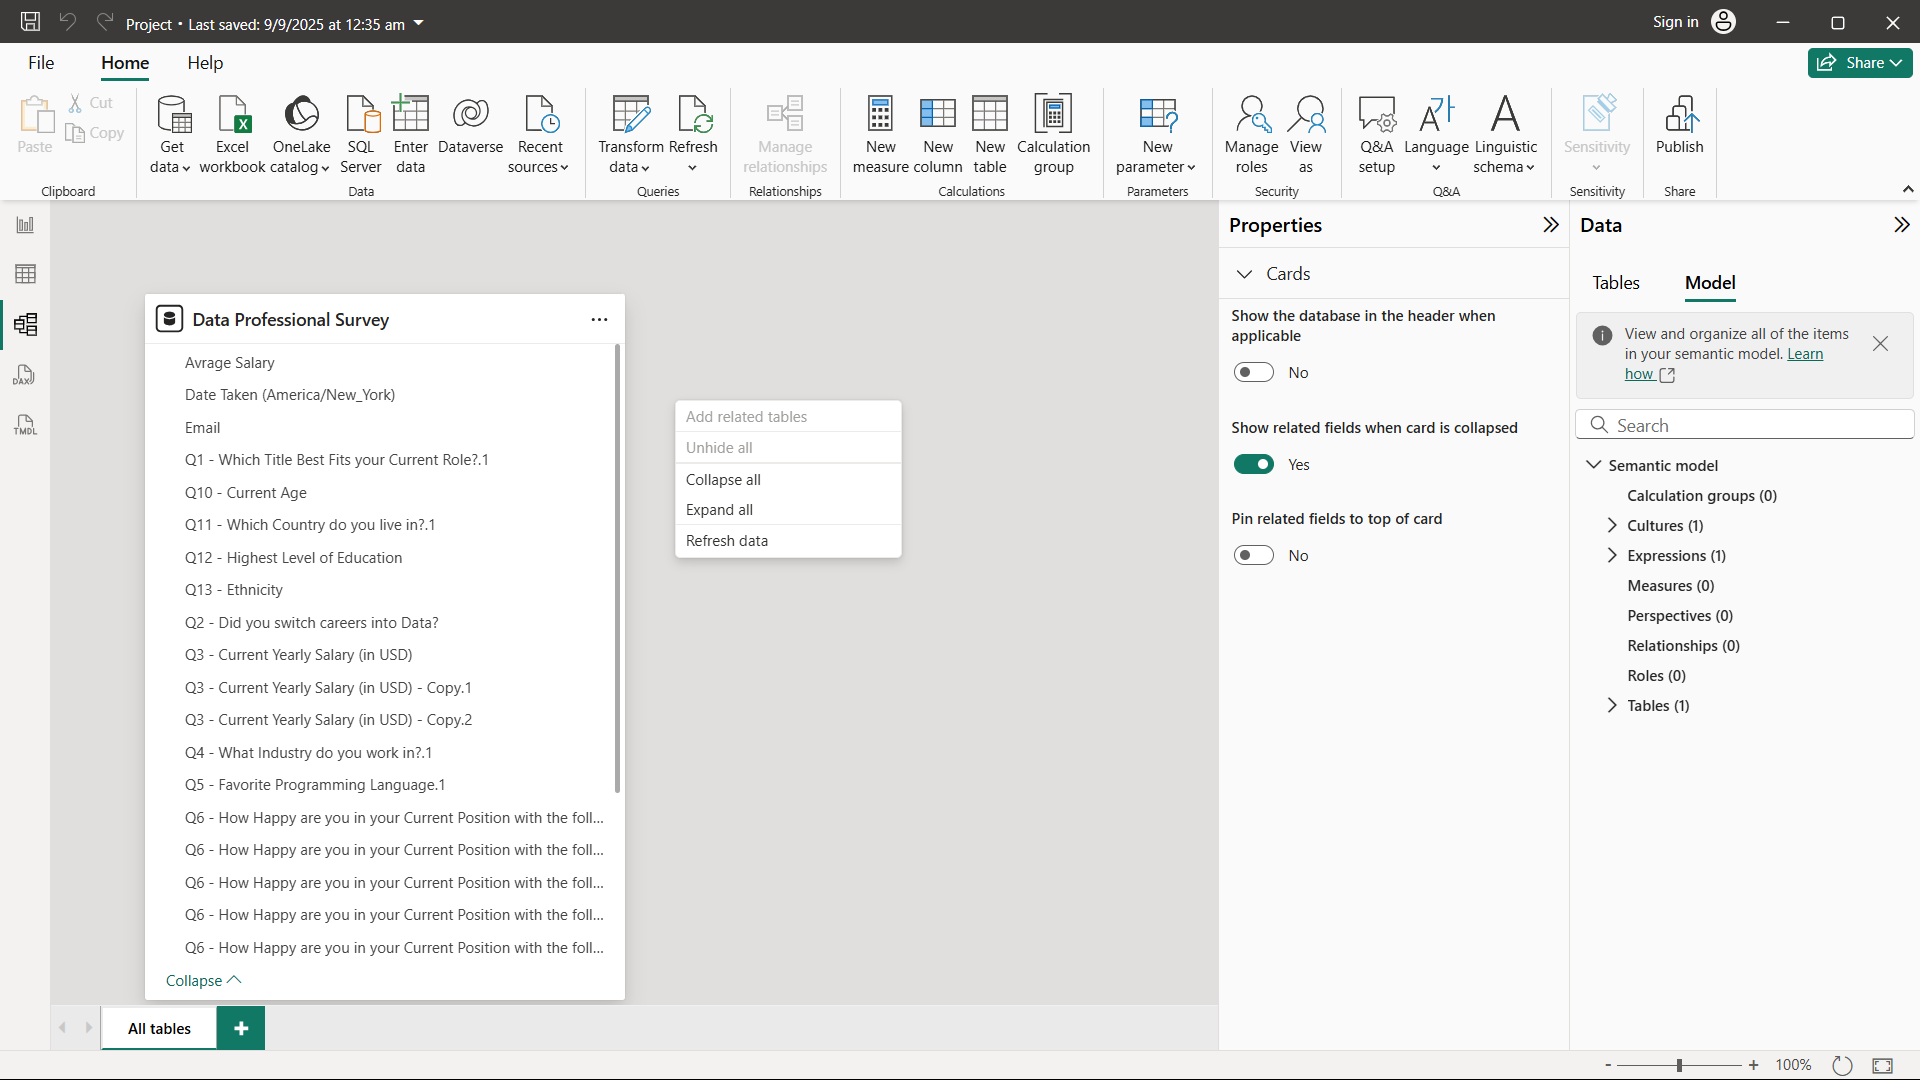 Project • Last saved: 9/9/2025 at 12:35 am
Sign in
File
Home
Help
Share
Paste
Cut
Copy
Clipboard
Get data
Excel workbook
OneLake catalog
SQL Server
Enter data
Dataverse
Recent sources
Data
Transform data
Refresh
Queries
Manage relationships
Relationships
New measure
New column
New table
Calculation group
Calculations
New parameter
Parameters
Manage roles
View as
Security
Q&A setup
Language
Linguistic schema
Q&A
Sensitivity
Sensitivity
Publish
Share
DAX
TMDL
Data Professional Survey
Avrage Salary
Date Taken (America/New_York)
Email
Q1 - Which Title Best Fits your Current Role?.1
Q10 - Current Age
Q11 - Which Country do you live in?.1
Q12 - Highest Level of Education
Q13 - Ethnicity
Q2 - Did you switch careers into Data?
Q3 - Current Yearly Salary (in USD)
Q3 - Current Yearly Salary (in USD) - Copy.1
Q3 - Current Yearly Salary (in USD) - Copy.2
Q4 - What Industry do you work in?.1
Q5 - Favorite Programming Language.1
Q6 - How Happy are you in your Current Position with the foll...
Q6 - How Happy are you in your Current Position with the foll...
Q6 - How Happy are you in your Current Position with the foll...
Q6 - How Happy are you in your Current Position with the foll...
Q6 - How Happy are you in your Current Position with the foll...
Collapse
Add related tables
Unhide all
Collapse all
Expand all
Refresh data
Properties
Cards
Show the database in the header when
applicable
No
Show related fields when card is collapsed
Yes
Pin related fields to top of card
No
Data
Tables
Model
View and organize all of the items
in your semantic model. Learn
how
Search
Semantic model
Calculation groups (0)
Cultures (1)
Expressions (1)
Measures (0)
Perspectives (0)
Relationships (0)
Roles (0)
Tables (1)
All tables
+
- + 100%